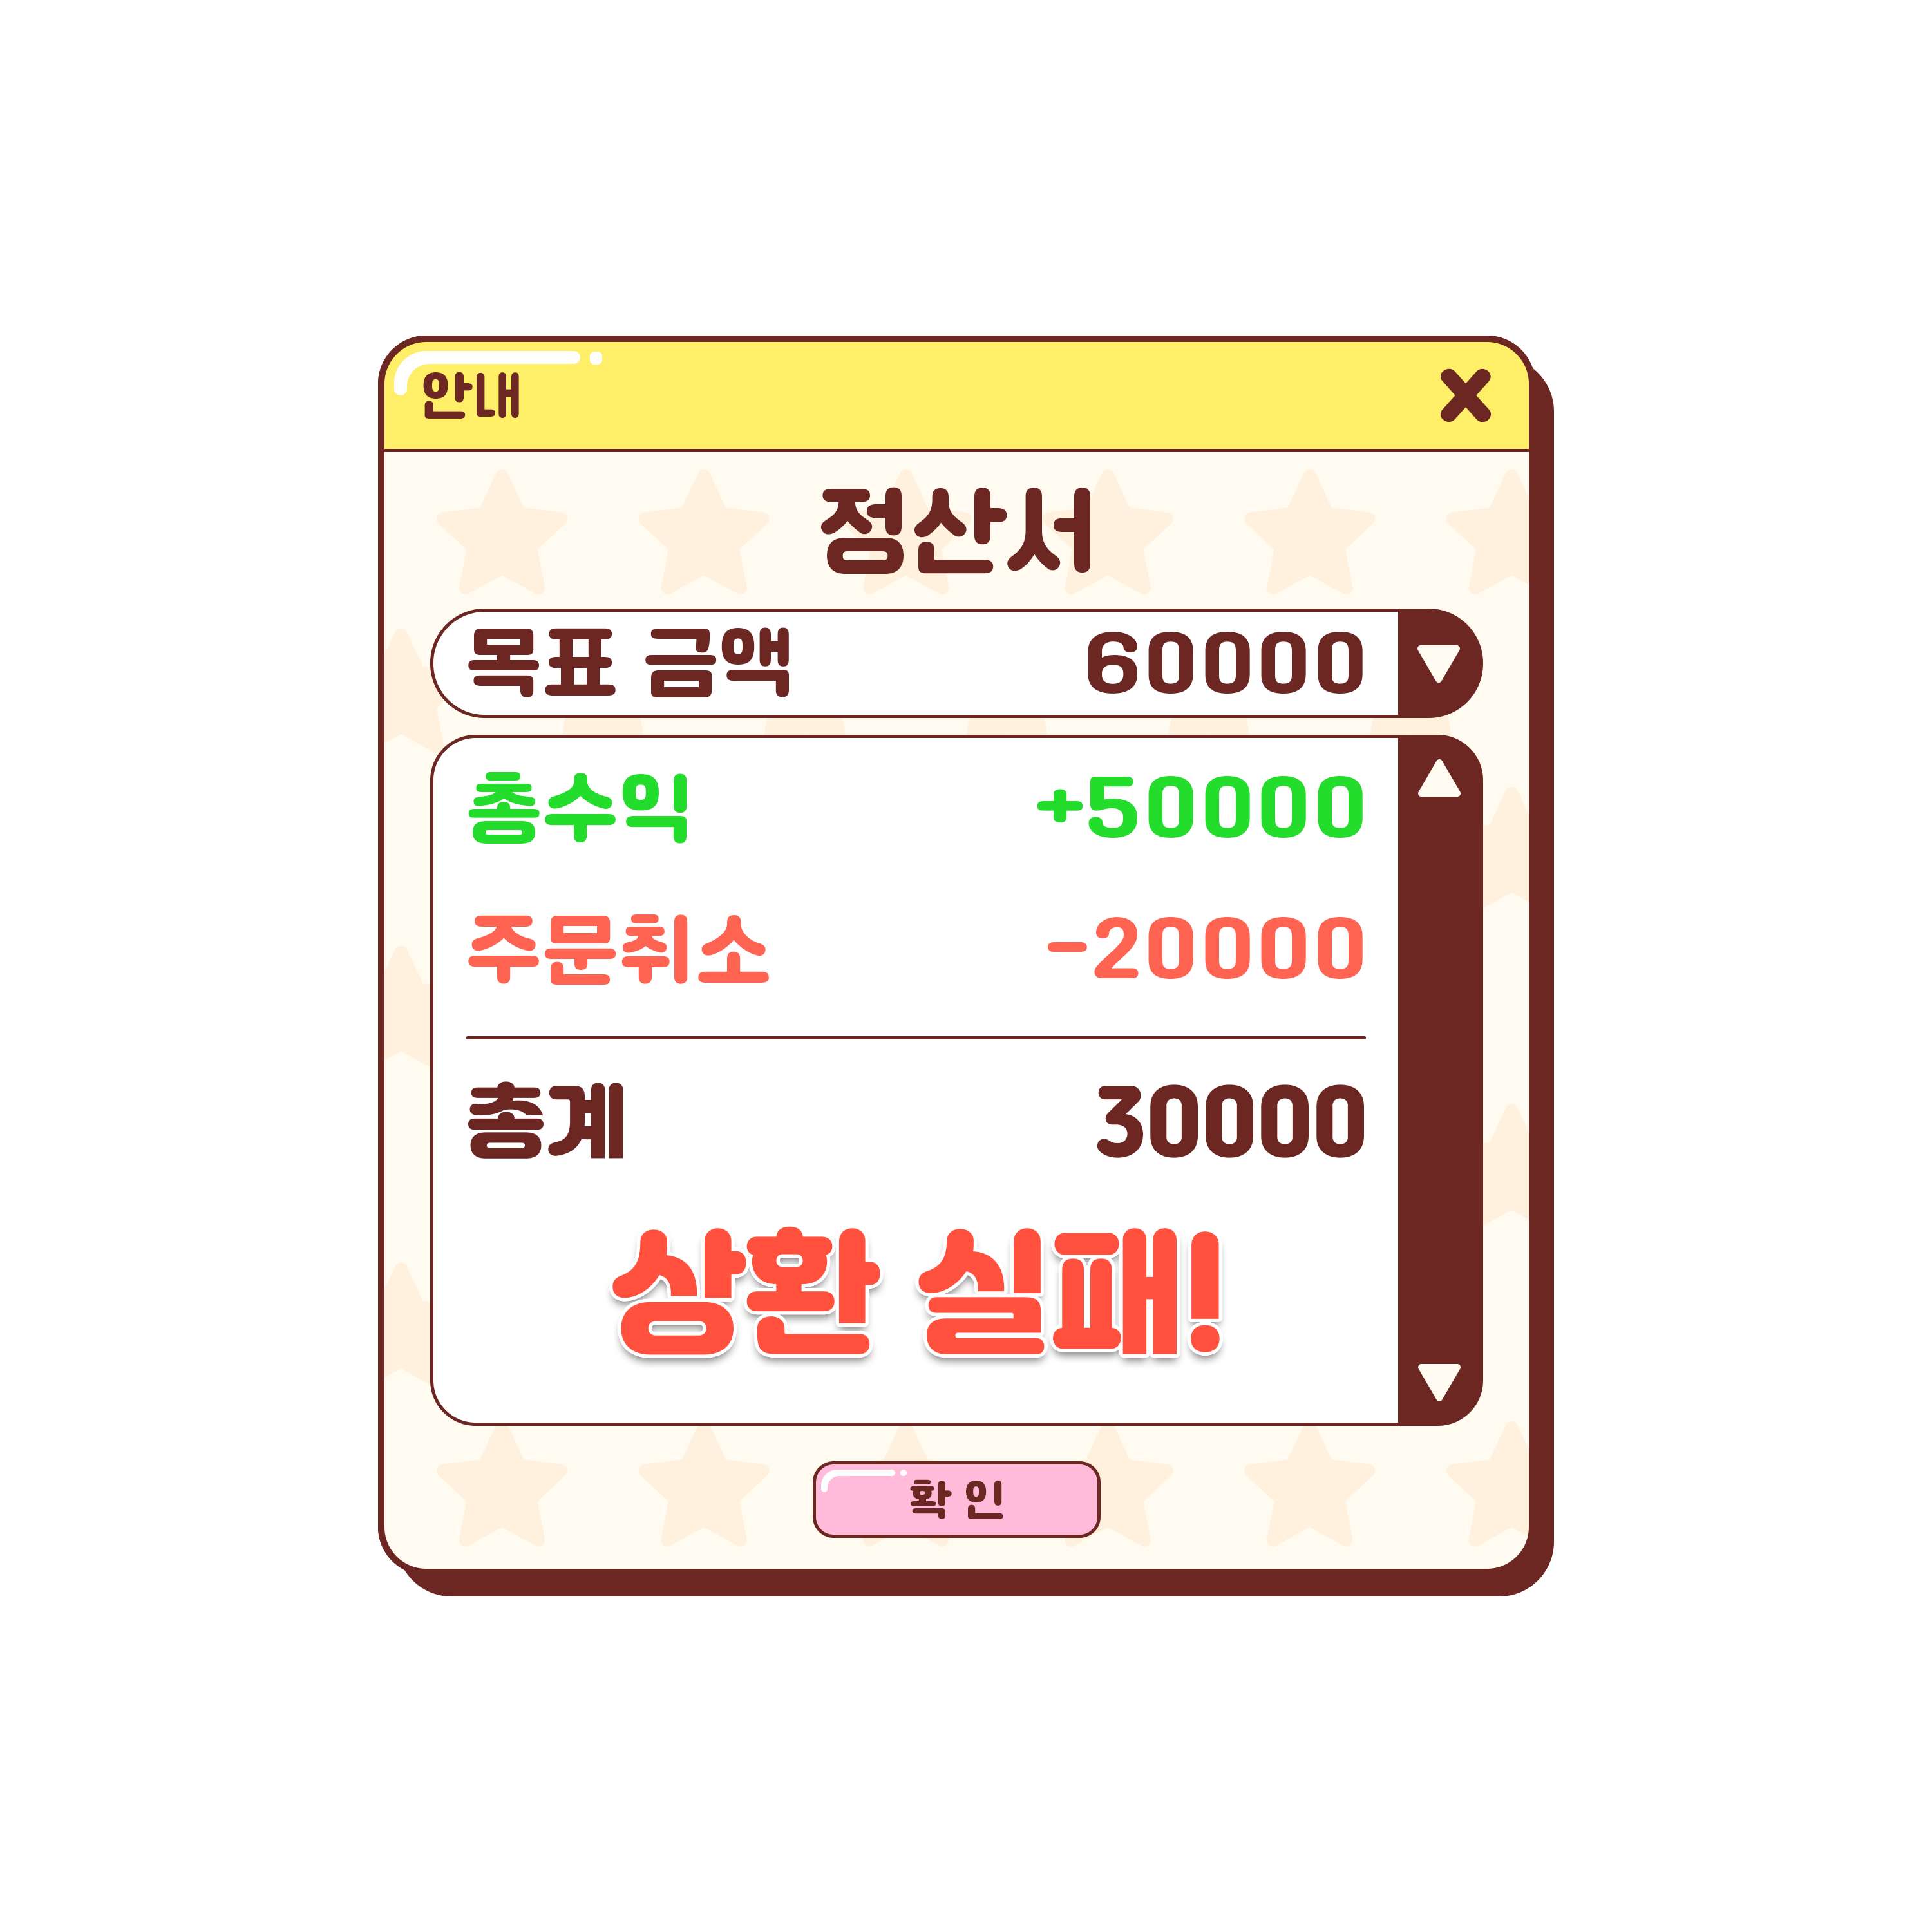 안내
정산서
목표 금액 60000
총수익 +50000
주문취소 -20000
총계 30000
상환 실패!
확인